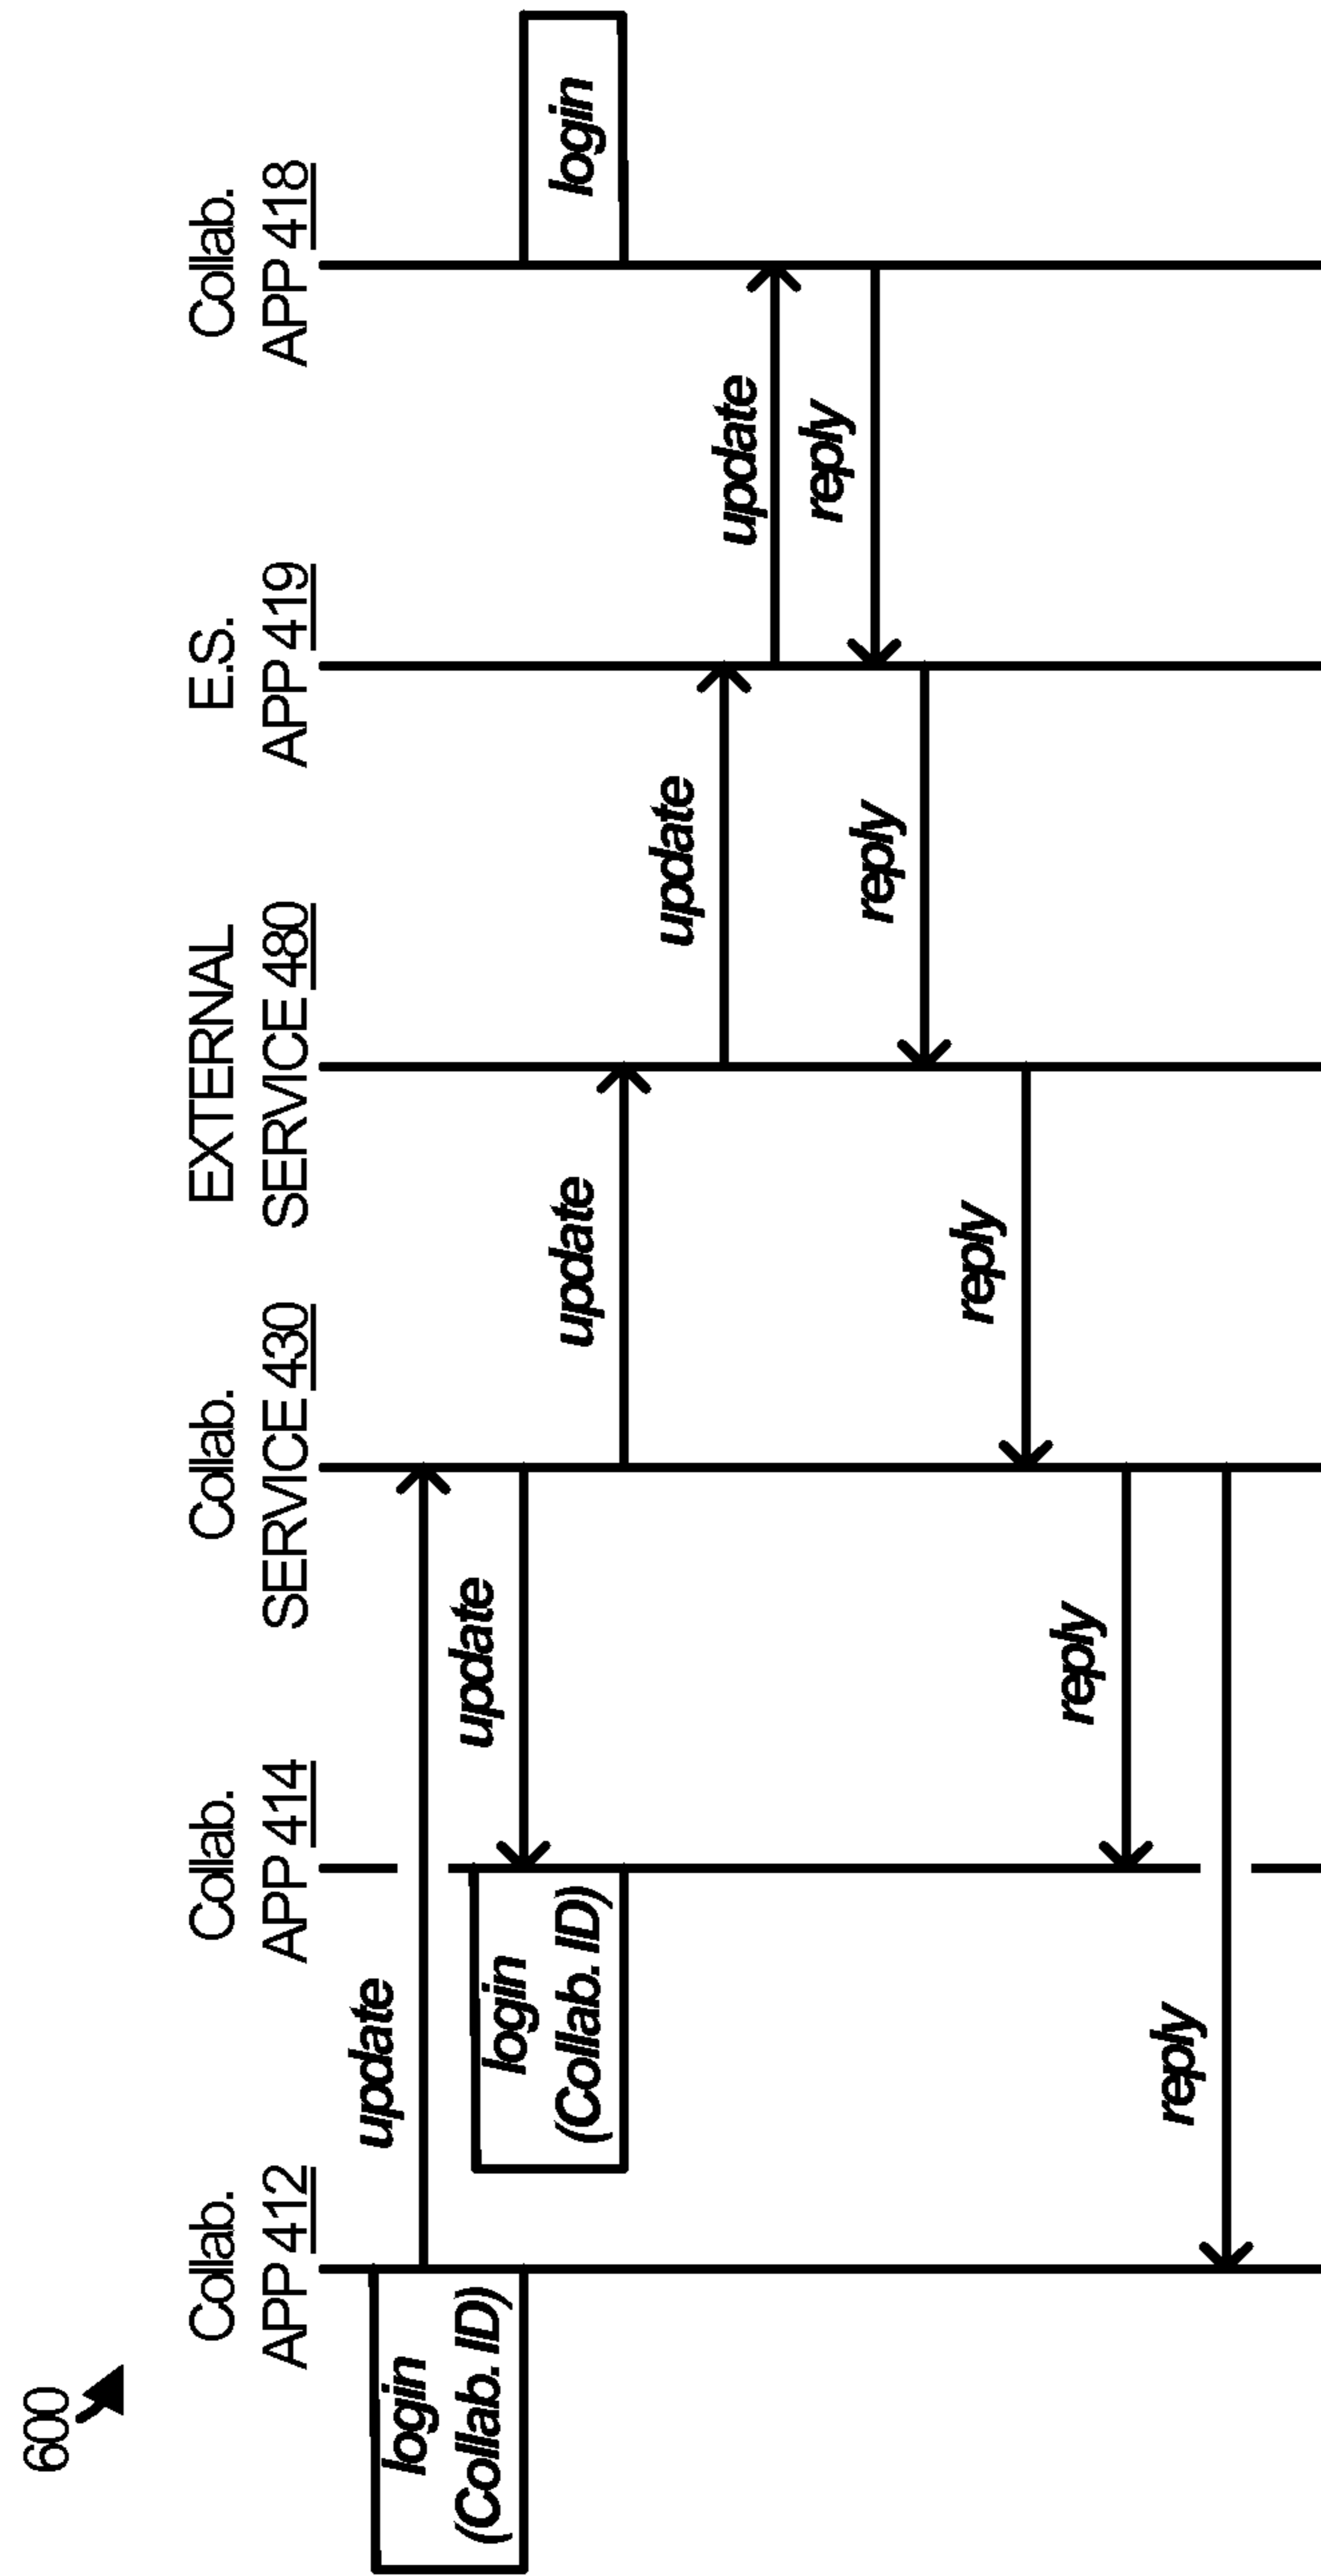 600
Collab.
APP 412
Collab.
APP 414
Collab.
SERVICE 430
EXTERNAL
SERVICE 480
E.S.
APP 419
Collab.
APP 418
login
(Collab. ID)
update
login
(Collab. ID)
update
login
update
update
update
reply
reply
reply
reply
reply